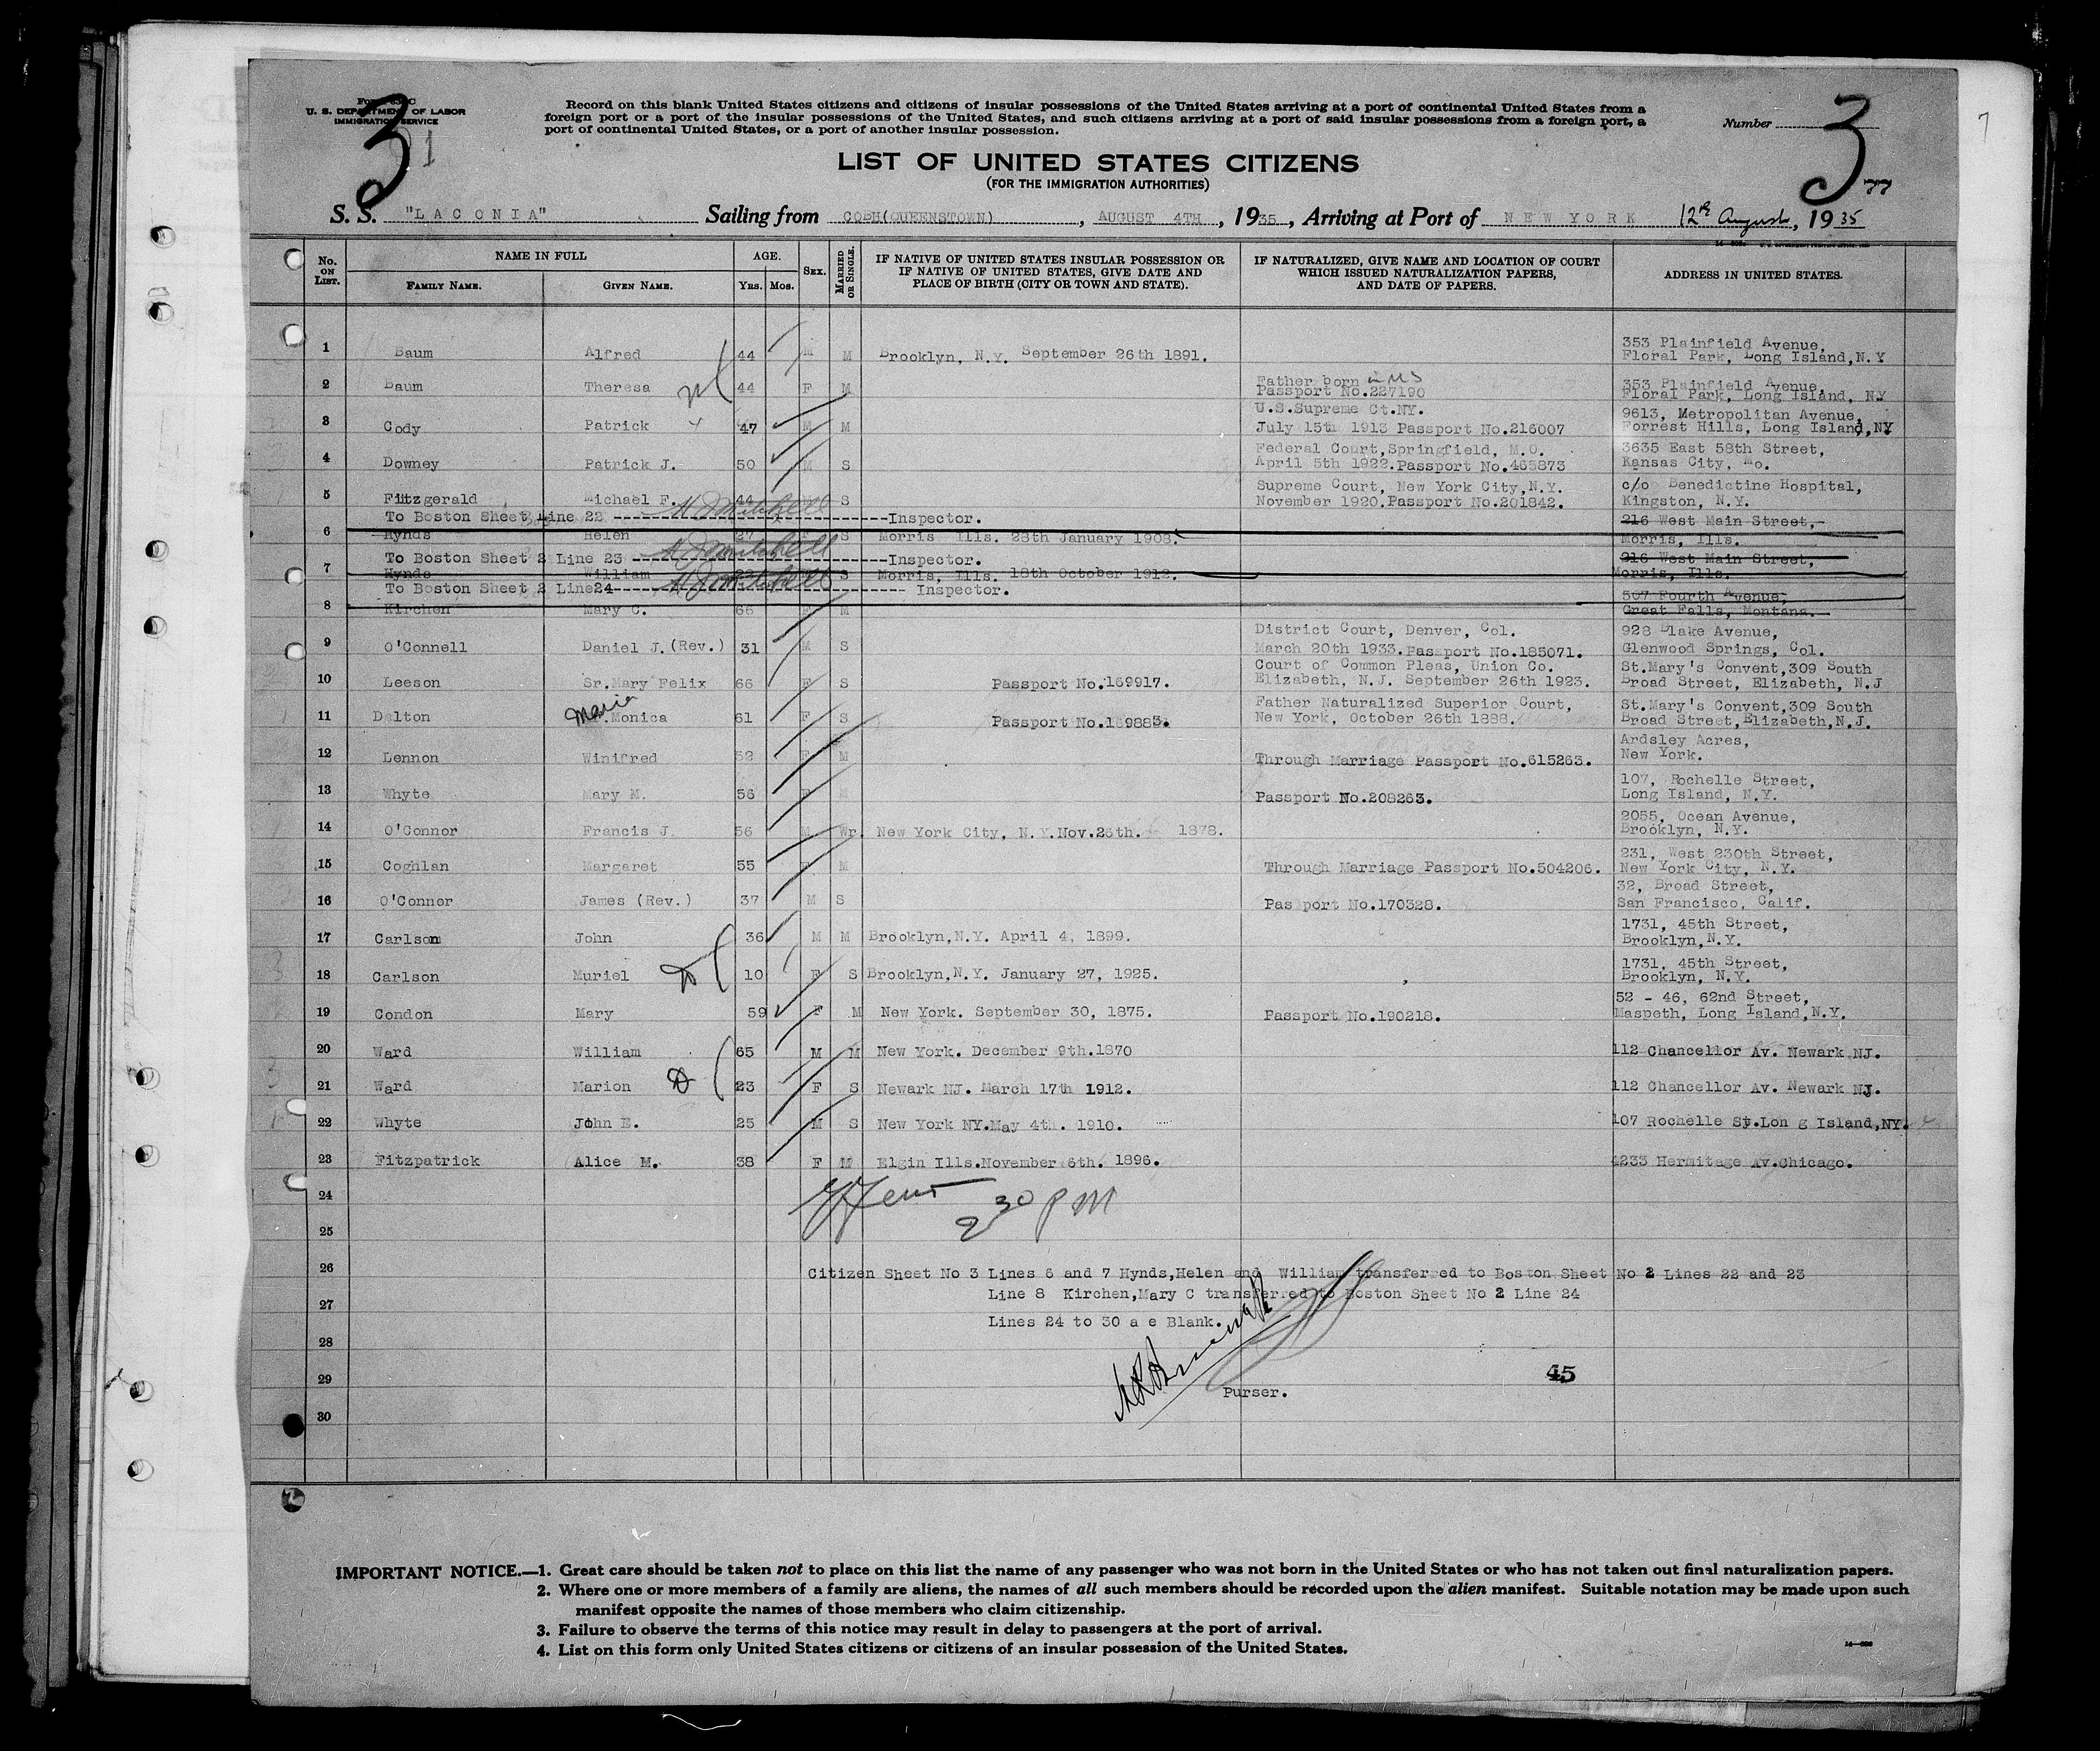 U. S. DEPARTMENT OF LABOR
IMMIGRATION SERVICE
3
1
Record on this blank United States citizens and citizens of insular possessions of the United States arriving at a port of continental United States from a
foreign port or a port of the insular possessions of the United States, and such citizens arriving at a port of said insular possessions from a foreign port, a
port of continental United States, or a port of another insular possession.
Number 3
77
7
LIST OF UNITED STATES CITIZENS
(FOR THE IMMIGRATION AUTHORITIES)
S. S. "LACONIA" Sailing from COBH(QUEENSTOWN), AUGUST 4TH, 1935, Arriving at Port of NEW YORK 12th August, 1935
No. ON LIST. NAME IN FULL FAMILY NAME. GIVEN NAME. AGE. YRS. MOS. SEX. MARRIED OR SINGLE. IF NATIVE OF UNITED STATES INSULAR POSSESSION OR IF NATIVE OF UNITED STATES, GIVE DATE AND PLACE OF BIRTH (CITY OR TOWN AND STATE). IF NATURALIZED, GIVE NAME AND LOCATION OF COURT WHICH ISSUED NATURALIZATION PAPERS, AND DATE OF PAPERS. ADDRESS IN UNITED STATES.
353 Plainfield Avenue,
1 Baum Alfred 44 M M Brooklyn, N.Y. September 26th 1891. Floral Park, Long Island,N.Y
Father born in US 353 Plainfield Avenue,
2 Baum Theresa 44 F M Passport No.227190 Floral Park, Long Island, NY
U.S.Supreme Ct.NY. 9613, Metropolitan Avenue,
3 Cody Patrick 47 M M July 15th 1913 Passport No.216007 Forrest Hills, Long Island,NY
Federal Court,Springfield, M.O. 3635 East 58th Street,
4 Downey Patrick J. 50 M S April 5th 1922.Passport No.465873 Kansas City, Mo.
Supreme Court, New York City,N.Y. c/o Benedictine Hospital,
5 Fitzgerald Michael F. 44 S November 1920.Passport No.201842. Kingston, N.Y.
To Boston Sheet 2 Line 22 Inspector. 216 West Main Street,
6 Hynds Helen 27 S Morris Ills. 28th January 1908. Morris, Ills.
To Boston Sheet 2 Line 23 Inspector. 216 West Main Street,
7 Hynds William 22 S Morris, Ills. 18th October 1912. Morris, Ills.
To Boston Sheet 2 Line24 Inspector. 507 Fourth Avenue,
8 Kirchen Mary C. 66 F M Great Falls, Montana.
District Court, Denver, Col. 928 Blake Avenue,
9 O'Connell Daniel J.(Rev.) 31 M S March 20th 1933.Passport No.185071. Glenwood Springs, Col.
Court of Common Pleas, Union Co. St.Mary's Convent,309 South
10 Leeson Sr.Mary Felix 66 F S Passport No.169917. Elizabeth, N.J. September 26th 1923. Broad Street, Elizabeth, N.J
Maria Father Naturalized Superior Court, St.Mary's Convent,309 South
11 Dalton Monica 61 F S Passport No.189883. New York, October 26th 1888. Broad Street,Elizabeth,N.J.
Ardsley Acres,
12 Lennon Winifred 52 F M Through Marriage Passport No.615263. New York.
107, Rochelle Street,
13 Whyte Mary M. 56 F M Passport No.208263. Long Island, N.Y.
2055, Ocean Avenue,
14 O'Connor Francis J. 56 M Wr. New York City, N.Y.Nov.26th. 1878. Brooklyn, N.Y.
231, West 230th Street,
15 Coghlan Margaret 55 F M Through Marriage Passport No.504206. New York City, N.Y.
32, Broad Street,
16 O'Connor James (Rev.) 37 M S Pas port No.170328. San Francisco, Calif.
1731, 45th Street,
17 Carlson John 36 M M Brooklyn,N.Y. April 4, 1899. Brooklyn,N.Y.
1731, 45th Street,
18 Carlson Muriel 10 F S Brooklyn,N.Y. January 27, 1925. Brooklyn, N.Y.
52 - 46, 62nd Street,
19 Condon Mary 59 F M New York. September 30, 1875. Passport No.190218. Maspeth, Long Island,N.Y.
20 Ward William 65 M M New York. December 9th.1870 112 Chancellor Av. Newark NJ.
21 Ward Marion 23 F S Newark NJ. March 17th 1912. 112 Chancellor Av. Newark NJ.
22 Whyte John E. 25 M S New York NY.May 4th. 1910. 107 Rochelle St.Lon g Island,NY.
23 Fitzpatrick Alice M. 38 F M Elgin Ills.November 6th. 1896. 4233 Hermitage Av.Chicago.
24
2 30 PM
25
26 Citizen Sheet No 3 Lines 6 and 7 Hynds,Helen and William transferred to Boston Sheet No 2 Lines 22 and 23
Line 8 Kirchen,Mary C transferred to Boston Sheet No 2 Line 24
27
Lines 24 to 30 a e Blank.
28
45
29
Purser.
30
IMPORTANT NOTICE.—1. Great care should be taken not to place on this list the name of any passenger who was not born in the United States or who has not taken out final naturalization papers.
2. Where one or more members of a family are aliens, the names of all such members should be recorded upon the alien manifest. Suitable notation may be made upon such
manifest opposite the names of those members who claim citizenship.
3. Failure to observe the terms of this notice may result in delay to passengers at the port of arrival.
4. List on this form only United States citizens or citizens of an insular possession of the United States.